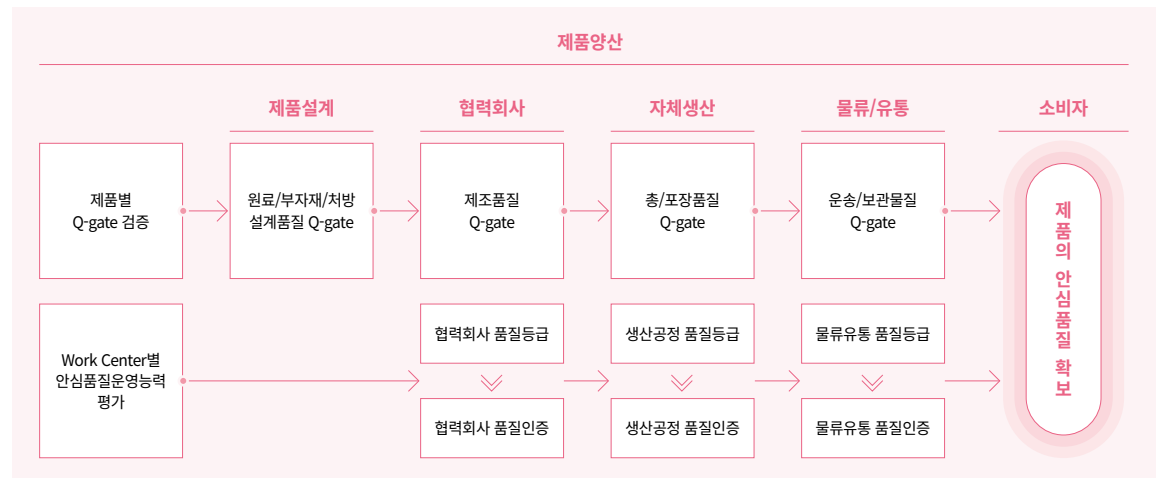 제품양산
제품설계
협력회사
자체생산
물류/유통
소비자
제품별
Q-gate 검증
원료/부자재/처방
설계품질 Q-gate
제조품질
Q-gate
총/포장품질
Q-gate
운송/보관물질
Q-gate
Work Center별
안심품질운영능력
평가
협력회사 품질등급
협력회사 품질인증
생산공정 품질등급
생산공정 품질인증
물류유통 품질등급
물류유통 품질인증
제품의 안심품질 확보